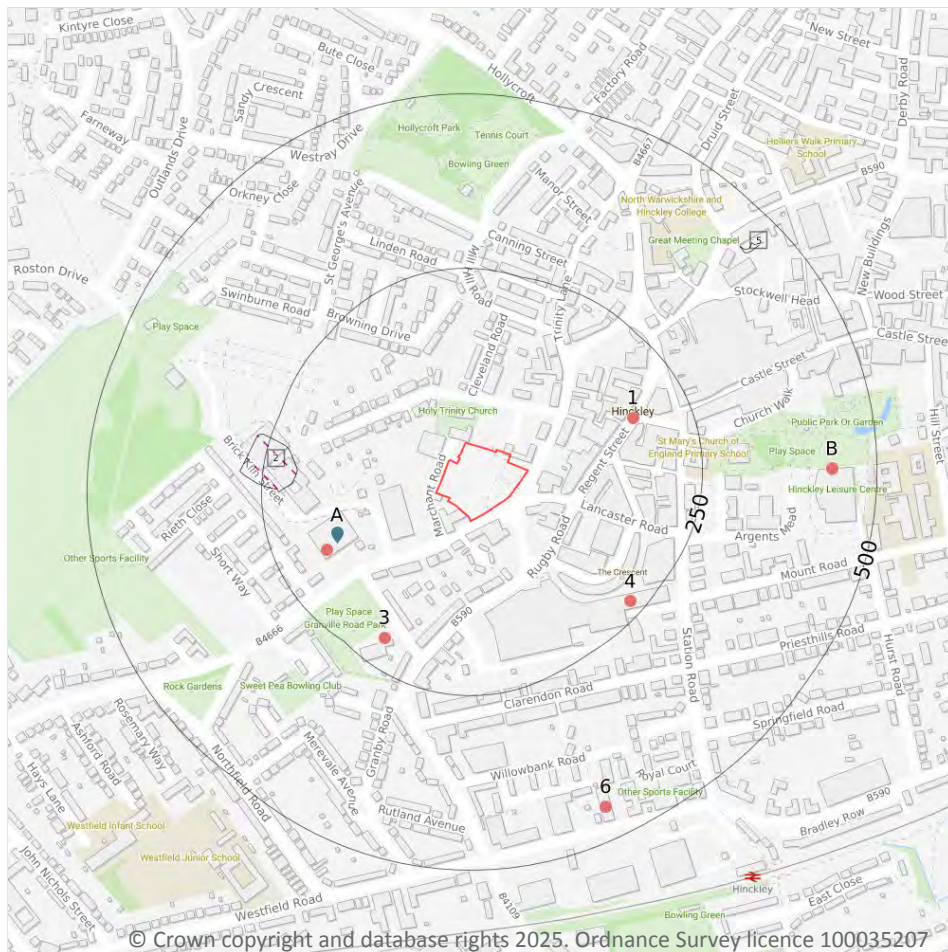 Kintyre Close
Bute Close
Sandy
Crescent
Farneway
Outlands Drive
Westray Drive
Orkney Close
Hollycroft
Hollycroft Park
Tennis Court
Bowling Green
Factory Road
New Street
Derby Road
Druid Street
B4667
Holliers Walk Primary
School
B590
Manor Street
North Warwickshire and
Hinckley College
Great Meeting Chapel
5
New Buildings
Roston Drive
St George's Avenue
Linden Road
Canning Street
Mill Hill Road
Trinity Lane
Swinburne Road
Browning Drive
Play Space
Cleveland Road
Stockwell Head
Wood Street
Castle Street
Castle Street
Church Walk
Hill Street
Holy Trinity Church
1
Hinckley
Regent Street
St Mary's Church of
England Primary School
Public Park Or Garden
Play Space
B
Hinckley Leisure Centre
2
Brick Kiln Street
Marchant Road
250
Lancaster Road
Argents Mead
Rieth Close
A
Short Way
Other Sports Facility
Rugby Road
The Crescent
4
500
Mount Road
Play Space
Granville Road Park
3
B590
B4666
Priesthills Road
Station Road
Hurst Road
Rock Gardens
Sweet Pea Bowling Club
Clarendon Road
Springfield Road
Rosemary Way
Ashford Road
Hays Lane
Northfield Road
Merevale Avenue
Granby Road
Willowbank Road
Royal Court
6
Other Sports Facility
Rutland Avenue
B590
Bradley Row
Westfield Infant School
Westfield Junior School
John Nichols Street
Westfield Road
B4109
Hinckley
East Close
Bowling Green
© Crown copyright and database rights 2025. Ordnance Survey licence 100035207